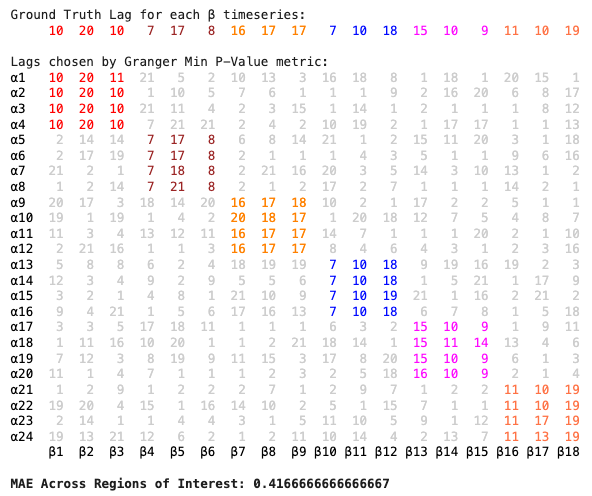 Ground Truth Lag for each β timeseries:
10 20 10 7 17 8 16 17 17 7 10 18 15 10 9 11 10 19
Lags chosen by Granger Min P-Value metric:
α1 10 20 11 21 5 2 10 13 3 16 18 8 1 18 1 20 15 1
α2 10 20 10 1 10 5 7 6 1 1 1 9 2 16 20 6 8 17
α3 10 20 10 21 11 4 2 3 15 1 14 1 2 1 1 1 8 12
α4 10 20 10 7 21 21 2 4 2 10 19 2 1 17 17 1 1 13
α5 2 14 14 7 17 8 6 8 14 21 1 2 15 11 20 3 1 18
α6 2 17 19 7 17 8 2 1 1 1 4 3 5 1 1 9 6 16
α7 21 2 1 7 18 8 2 21 16 20 3 5 14 3 10 13 1 2
α8 1 2 14 7 21 8 2 1 2 17 2 7 1 1 1 14 2 1
α9 20 17 3 18 14 20 16 17 18 10 2 1 17 2 2 5 1 1
α10 19 1 19 1 4 2 20 18 17 1 20 18 12 7 5 4 8 7
α11 11 3 4 13 12 11 16 17 17 14 7 1 1 1 4 20 2 1 10
α12 2 21 16 1 1 3 16 17 17 8 4 6 4 3 1 2 3 16
α13 5 8 8 6 2 4 18 19 19 7 10 18 9 19 16 19 2 3
α14 12 3 4 9 2 9 5 5 6 7 10 18 1 5 21 1 17 9
α15 3 2 1 4 8 1 21 10 9 7 10 19 21 1 16 2 21 2
α16 9 4 21 1 5 6 17 16 13 7 10 18 6 7 8 1 5 18
α17 3 3 5 17 18 11 1 1 1 6 3 2 15 10 9 1 9 11
α18 1 11 16 10 20 1 1 2 21 18 14 1 15 11 14 13 4 6
α19 7 12 3 8 19 1 11 15 3 17 8 20 15 10 9 6 1 3
α20 11 1 4 7 1 1 1 2 3 2 5 18 16 10 9 2 1 4
α21 1 9 1 2 2 2 7 1 2 9 7 1 2 2 11 10 19
α22 19 20 4 15 1 16 14 10 2 5 1 15 7 1 1 11 10 19
α23 2 14 1 1 4 4 3 1 5 11 10 5 9 1 12 11 17 19
α24 19 13 21 12 6 2 1 2 11 10 14 4 2 13 7 11 13 19
β1 β2 β3 β4 β5 β6 β7 β8 β9 β10 β11 β12 β13 β14 β15 β16 β17 β18
MAE Across Regions of Interest: 0.4166666666666667